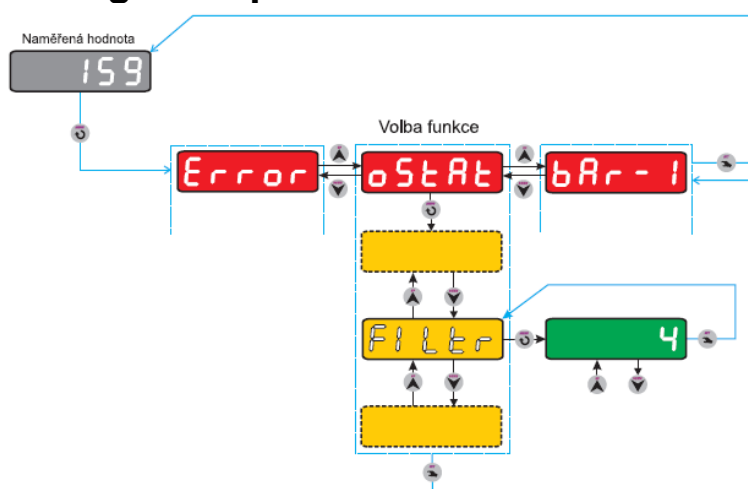 Naměřená hodnota
159
Volba funkce
Error
oStAt
bAr-1
FILtr
4